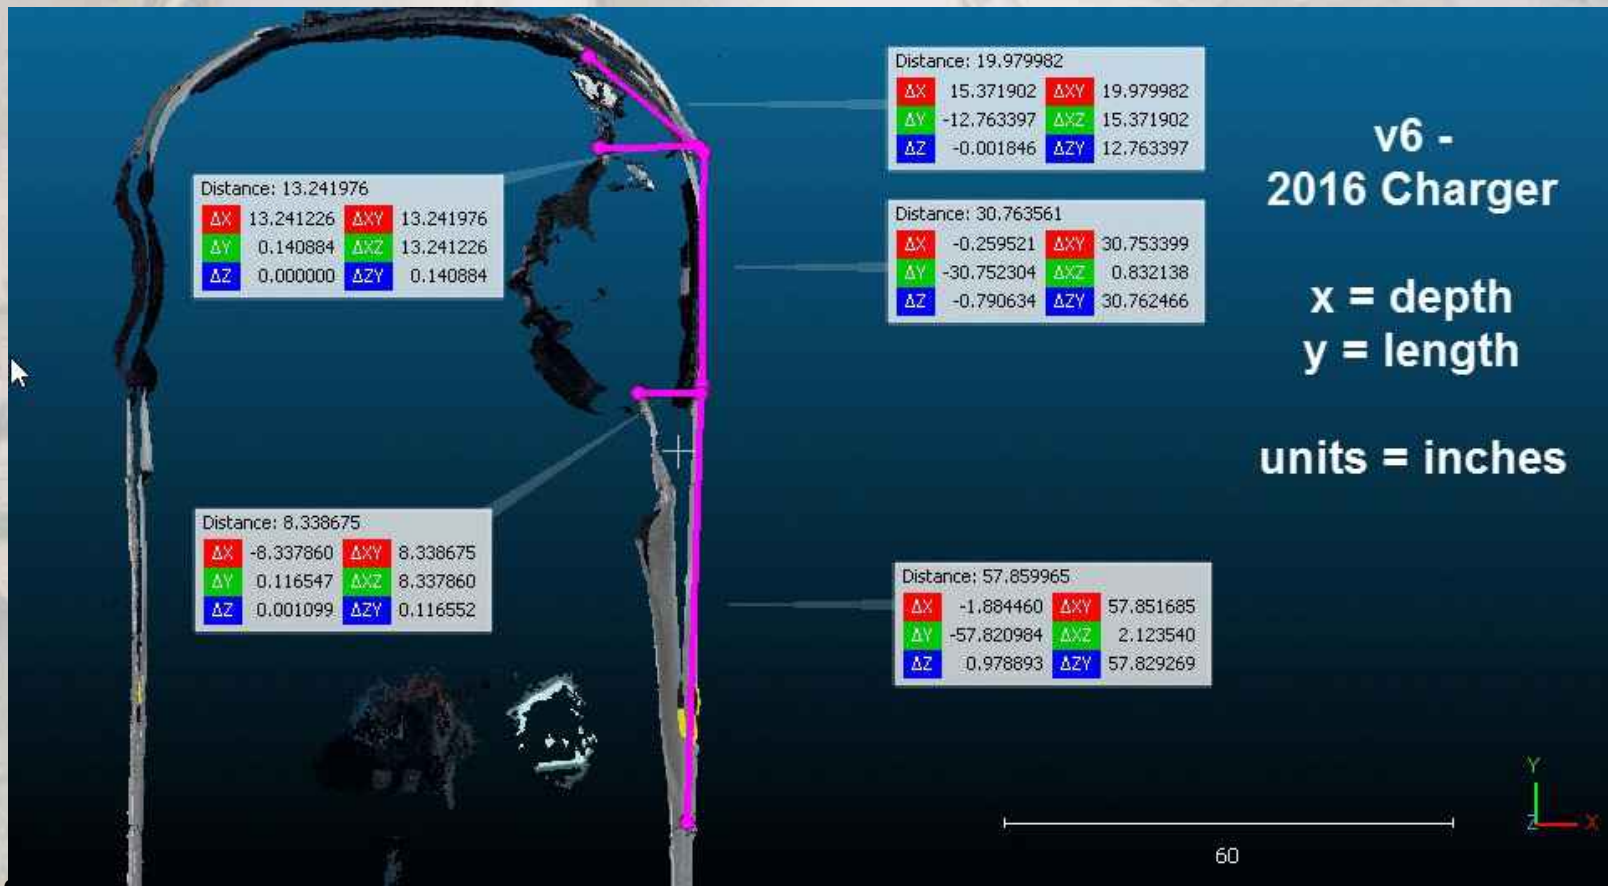 Distance: 19.979982
ΔX 15.371902 ΔXY 19.979982
ΔY -12.763397 ΔXZ 15.371902
ΔZ -0.001846 ΔZY 12.763397
v6 -
2016 Charger
Distance: 13.241976
ΔX 13.241226 ΔXY 13.241976
ΔY 0.140884 ΔXZ 13.241226
ΔZ 0.000000 ΔZY 0.140884
Distance: 30.763561
ΔX -0.259521 ΔXY 30.753399
ΔY -30.752304 ΔXZ 0.832138
ΔZ -0.790634 ΔZY 30.762466
x = depth
y = length
units = inches
Distance: 8.338675
ΔX -8.337860 ΔXY 8.338675
ΔY 0.116547 ΔXZ 8.337860
ΔZ 0.001099 ΔZY 0.116552
Distance: 57.859965
ΔX -1.884460 ΔXY 57.851685
ΔY -57.820984 ΔXZ 2.123540
ΔZ 0.978893 ΔZY 57.829269
Y
Z X
60